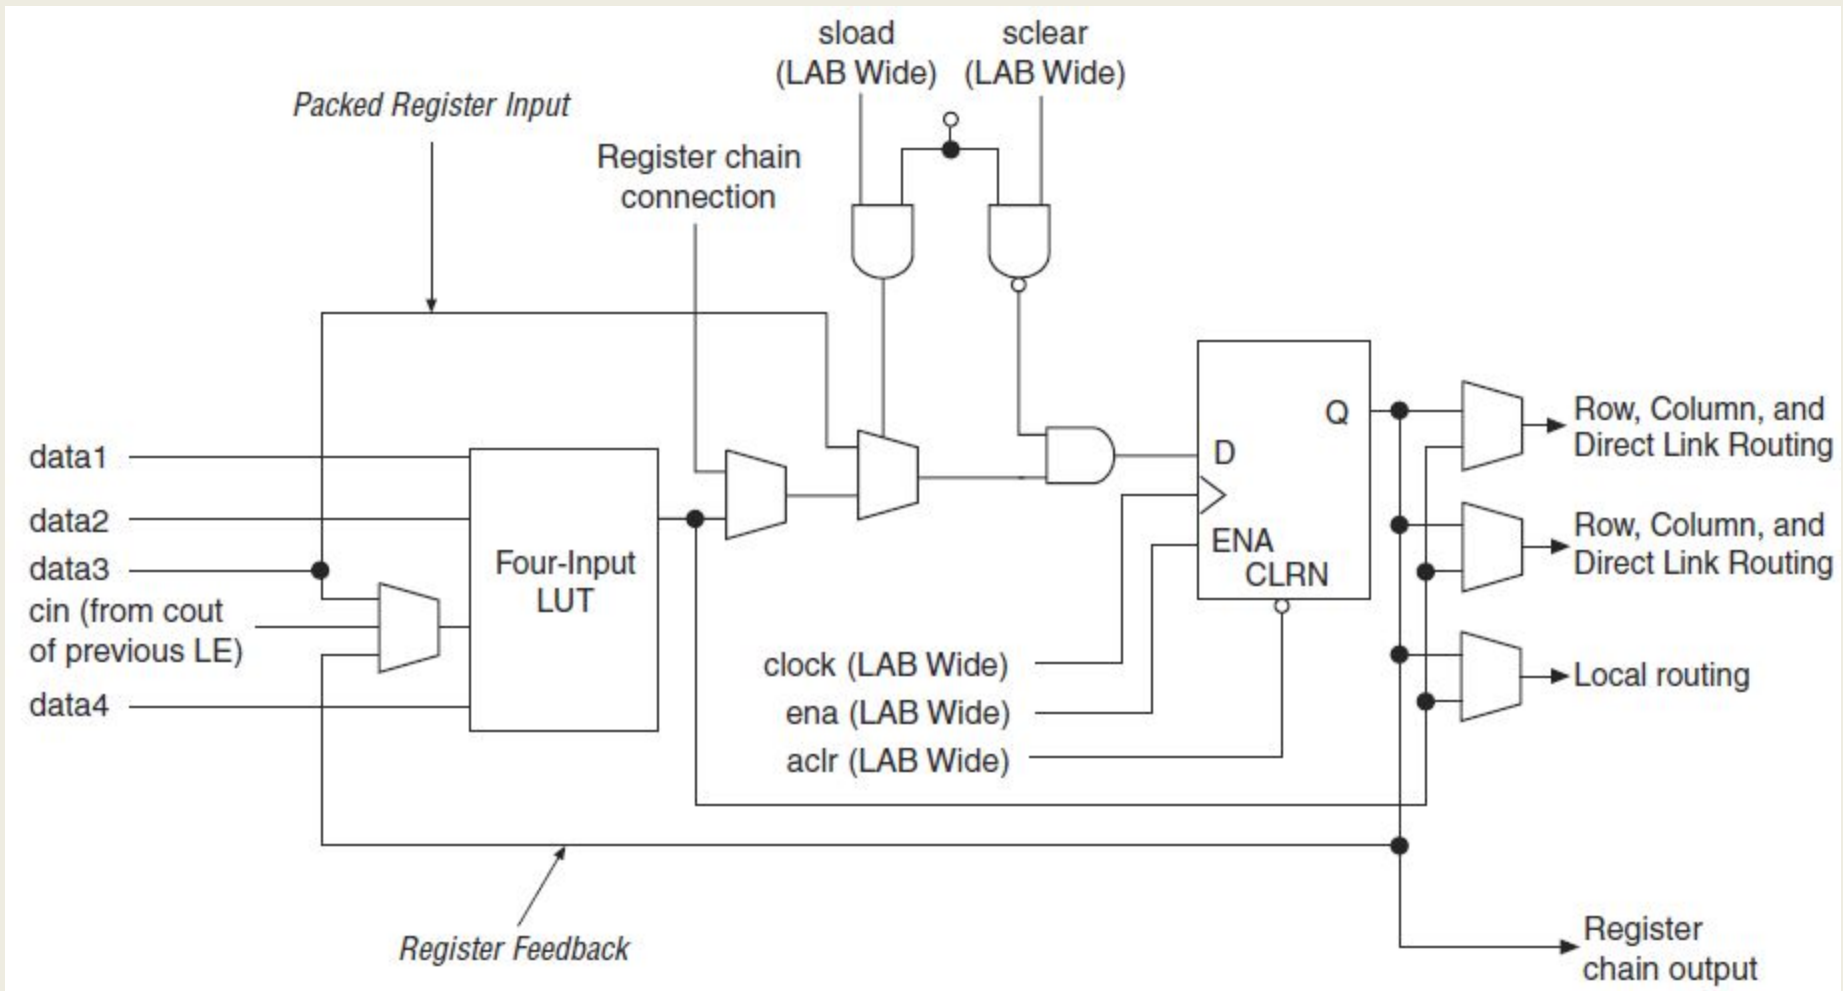 sload
(LAB Wide)
sclear
(LAB Wide)
Packed Register Input
Register chain
connection
data1
data2
data3
cin (from cout
of previous LE)
data4
Four-Input
LUT
Q
D
ENA
CLRN
clock (LAB Wide)
ena (LAB Wide)
aclr (LAB Wide)
Row, Column, and
Direct Link Routing
Row, Column, and
Direct Link Routing
Local routing
Register Feedback
Register
chain output